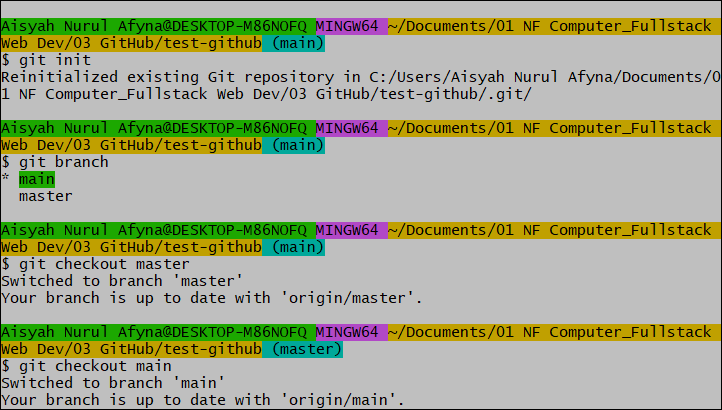 Aisyah Nurul Afyna@DESKTOP-M86NOFQ MINGW64 ~/Documents/01 NF Computer_Fullstack
Web Dev/03 GitHub/test-github (main)
$ git init
Reinitialized existing Git repository in C:/Users/Aisyah Nurul Afyna/Documents/0
1 NF Computer_Fullstack Web Dev/03 GitHub/test-github/.git/
Aisyah Nurul Afyna@DESKTOP-M86NOFQ MINGW64 ~/Documents/01 NF Computer_Fullstack
Web Dev/03 GitHub/test-github (main)
$ git branch
* main
  master
Aisyah Nurul Afyna@DESKTOP-M86NOFQ MINGW64 ~/Documents/01 NF Computer_Fullstack
Web Dev/03 GitHub/test-github (main)
$ git checkout master
Switched to branch 'master'
Your branch is up to date with 'origin/master'.
Aisyah Nurul Afyna@DESKTOP-M86NOFQ MINGW64 ~/Documents/01 NF Computer_Fullstack
Web Dev/03 GitHub/test-github (master)
$ git checkout main
Switched to branch 'main'
Your branch is up to date with 'origin/main'.